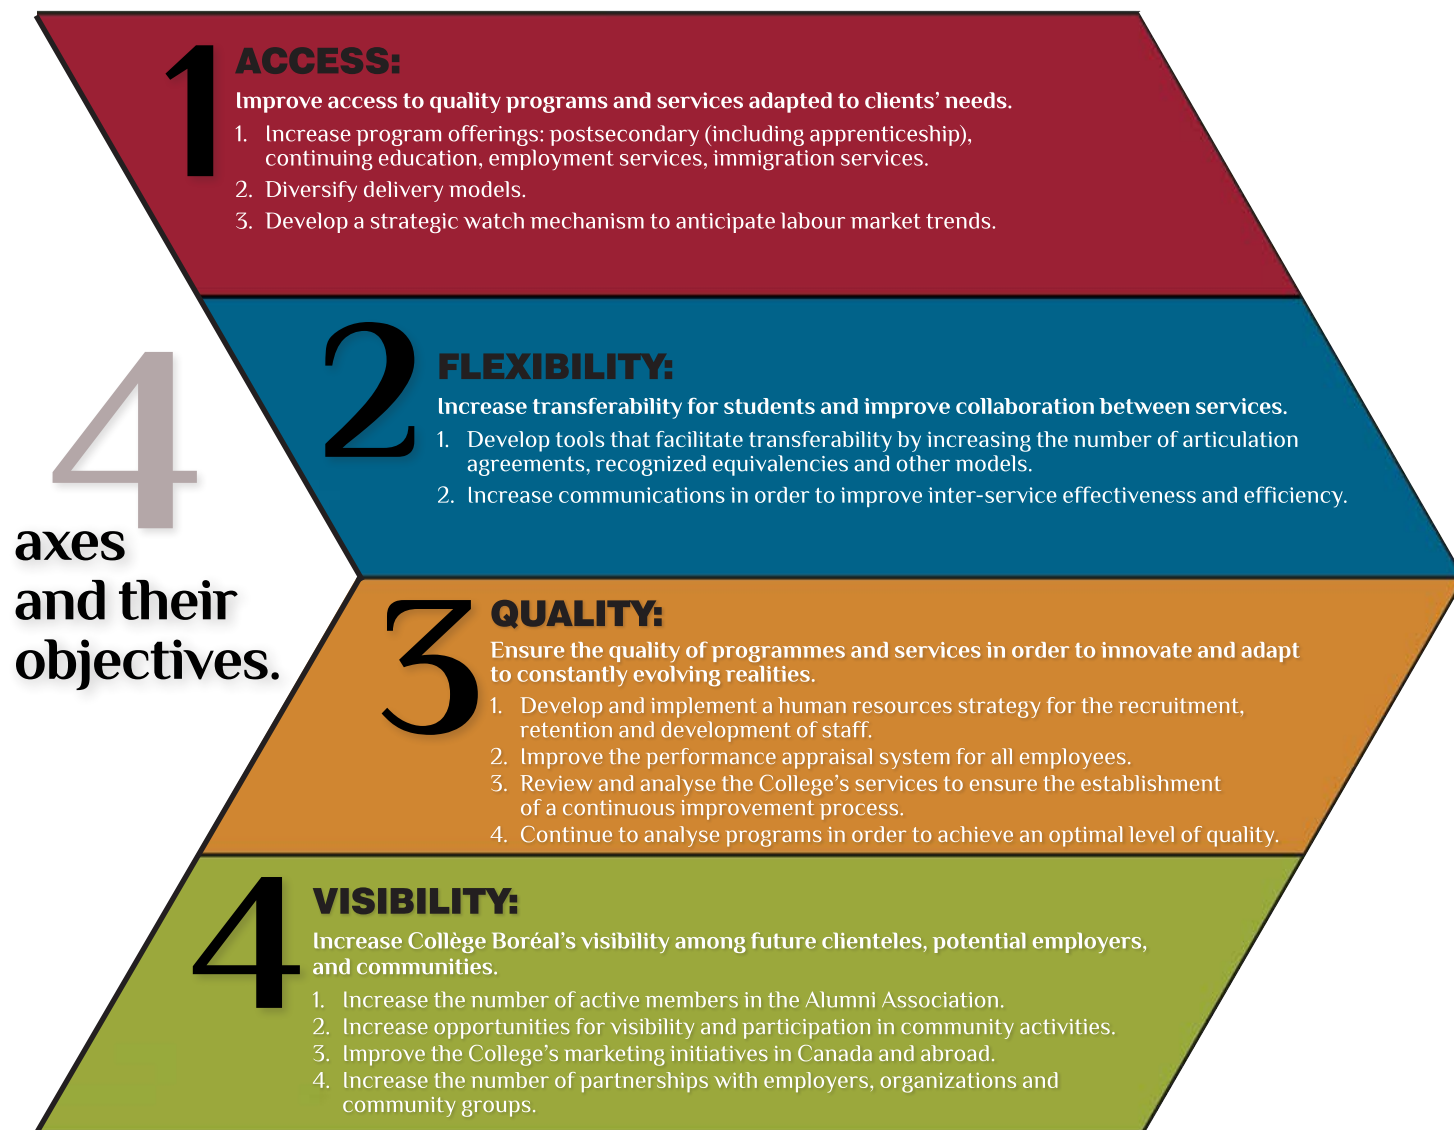 4
axes
and their
objectives.
1
ACCESS:
Improve access to quality programs and services adapted to clients' needs.
1. Increase program offerings: postsecondary (including apprenticeship),
continuing education, employment services, immigration services.
2. Diversify delivery models.
3. Develop a strategic watch mechanism to anticipate labour market trends.
2
FLEXIBILITY:
Increase transferability for students and improve collaboration between services.
1. Develop tools that facilitate transferability by increasing the number of articulation
agreements, recognized equivalencies and other models.
2. Increase communications in order to improve inter-service effectiveness and efficiency.
3
QUALITY:
Ensure the quality of programmes and services in order to innovate and adapt
to constantly evolving realities.
1. Develop and implement a human resources strategy for the recruitment,
retention and development of staff.
2. Improve the performance appraisal system for all employees.
3. Review and analyse the College's services to ensure the establishment
of a continuous improvement process.
4. Continue to analyse programs in order to achieve an optimal level of quality.
4
VISIBILITY:
Increase Collège Boréal's visibility among future clienteles, potential employers,
and communities.
1. Increase the number of active members in the Alumni Association.
2. Increase opportunities for visibility and participation in community activities.
3. Improve the College's marketing initiatives in Canada and abroad.
4. Increase the number of partnerships with employers, organizations and
community groups.